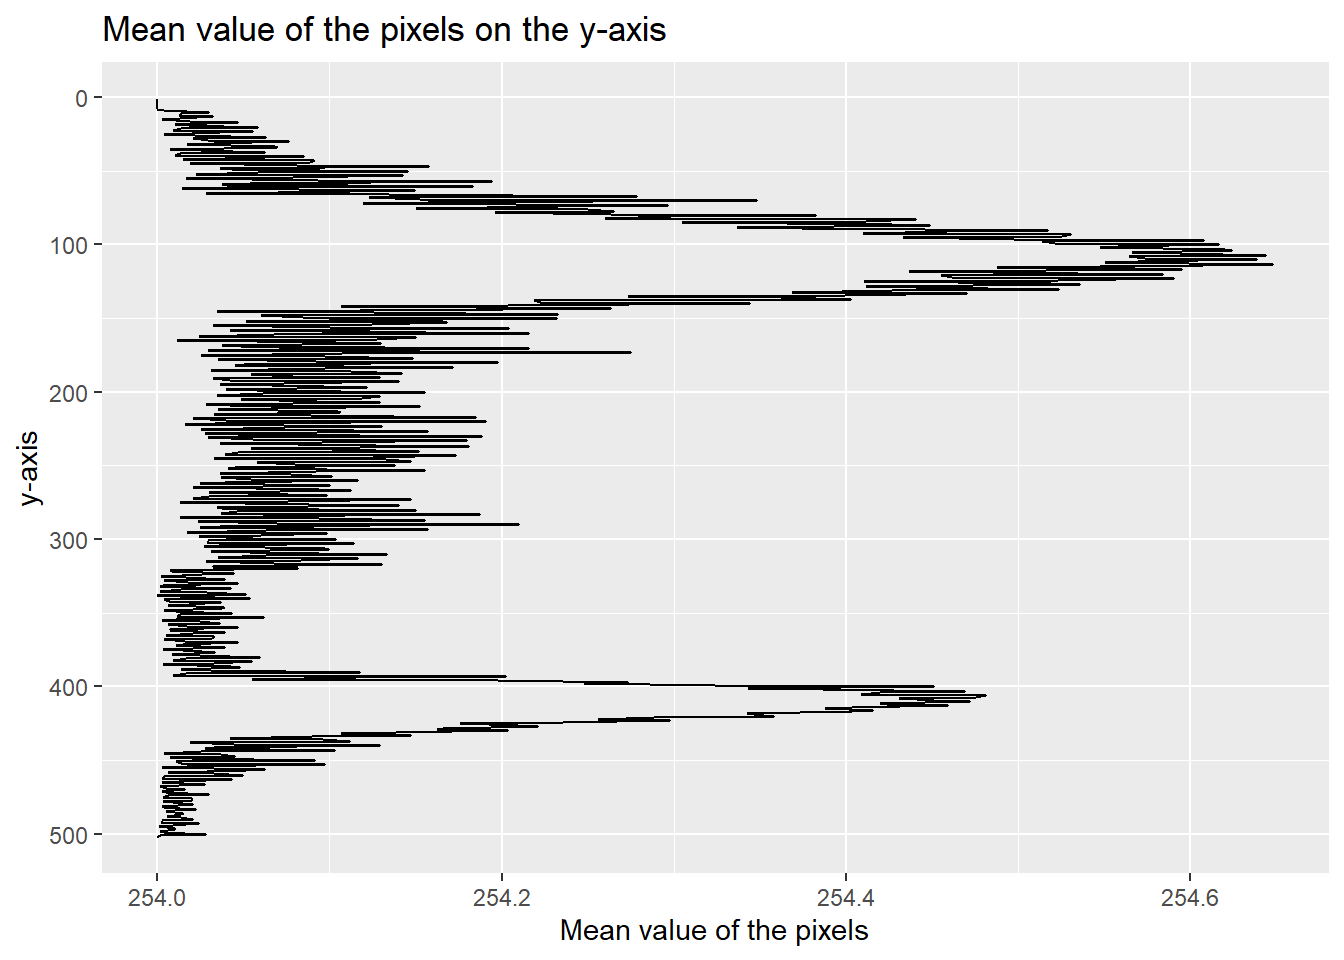 Mean value of the pixels on the y-axis
0
100
200
300
400
500
y-axis
254.0 254.2 254.4 254.6
Mean value of the pixels